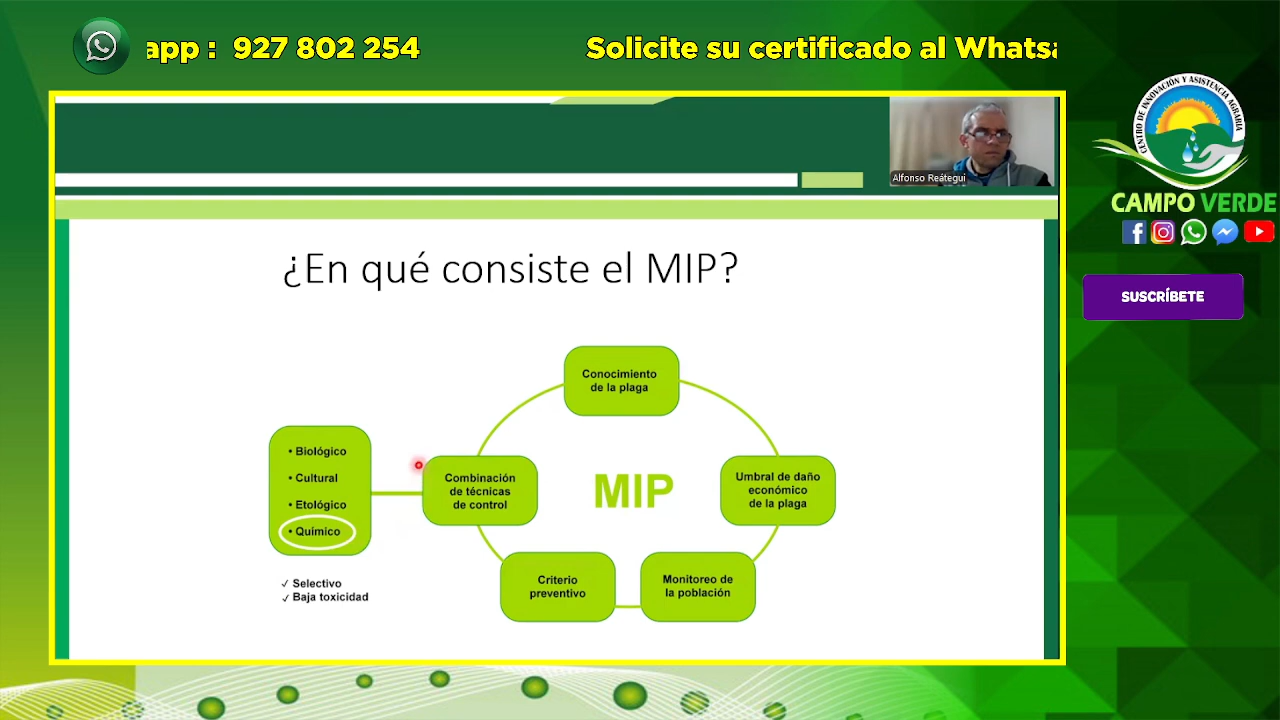 app : 927 802 254
Solicite su certificado al Whatsa
CENTRO DE INNOVACIÓN Y ASISTENCIA AGRARIA
CAMPO VERDE
SUSCRÍBETE
Alfonso Reátegui
¿En qué consiste el MIP?
Conocimiento
de la plaga
• Biológico
• Cultural
• Etológico
• Químico
Combinación
de técnicas
de control
MIP
Umbral de daño
económico
de la plaga
Criterio
preventivo
Monitoreo de
la población
✓ Selectivo
✓ Baja toxicidad